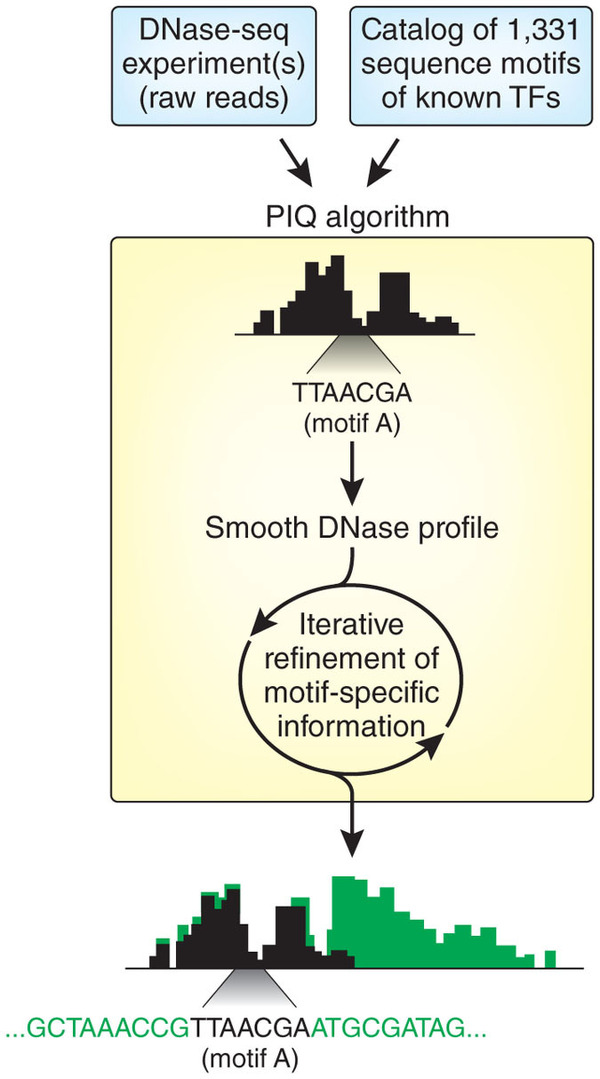 DNase-seq
experiment(s)
(raw reads)
Catalog of 1,331
sequence motifs
of known TFs
PIQ algorithm
TTAACGA
(motif A)
Smooth DNase profile
Iterative
refinement of
motif-specific
information
...GCTAAACCGTTAACGAATGCGATAG...
(motif A)